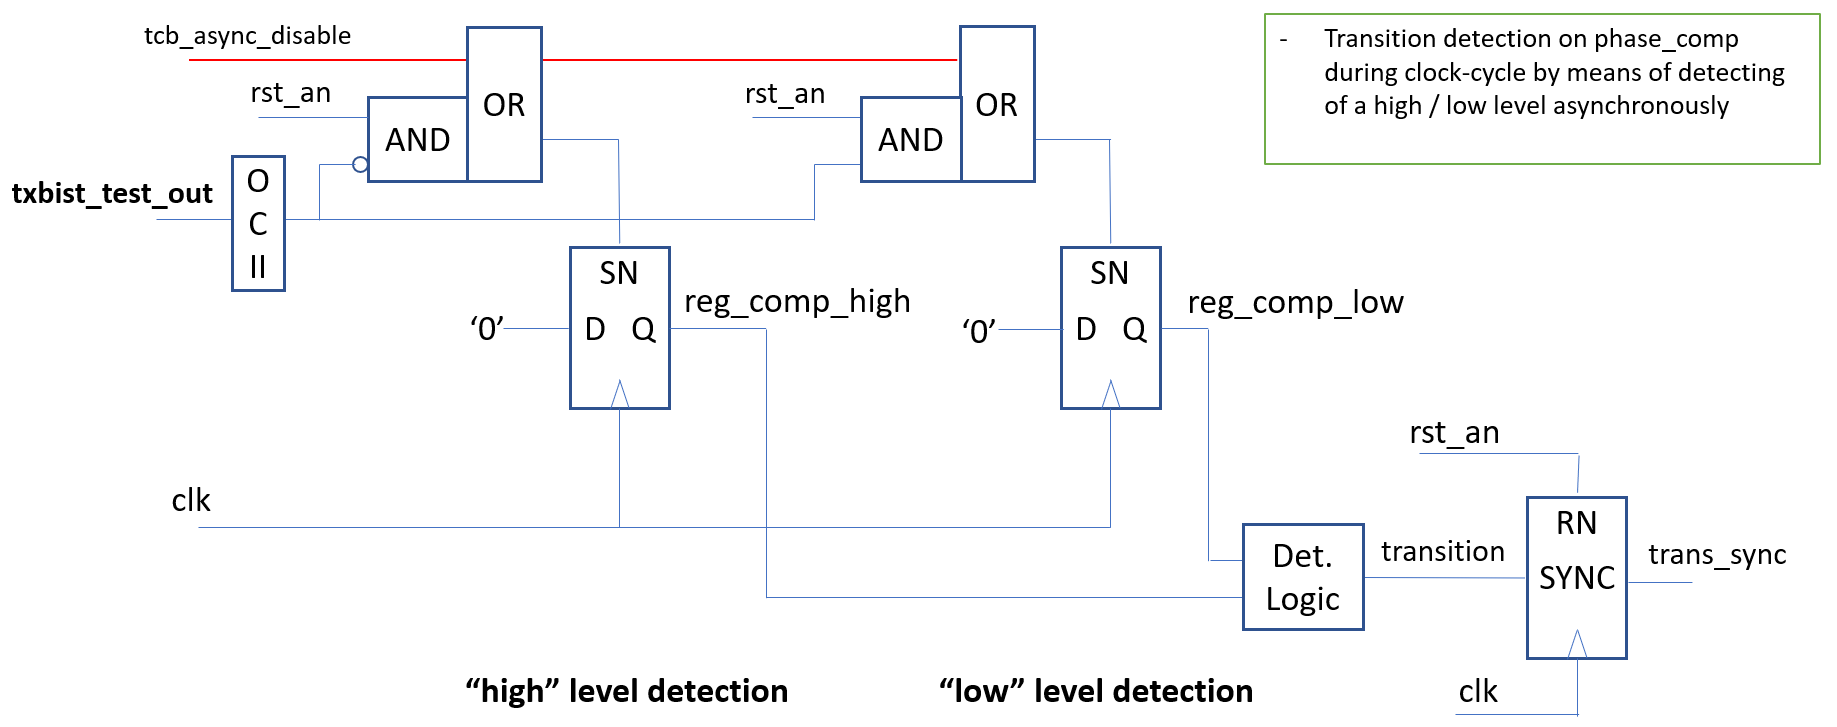 tcb_async_disable
rst_an
AND
OR
rst_an
AND
OR
- Transition detection on phase_comp
during clock-cycle by means of detecting
of a high / low level asynchronously
txbist_test_out
O
C
II
SN
‘0’
D Q
reg_comp_high
SN
‘0’
D Q
reg_comp_low
clk
rst_an
Det.
Logic
transition
RN
SYNC
trans_sync
clk
“high” level detection
“low” level detection